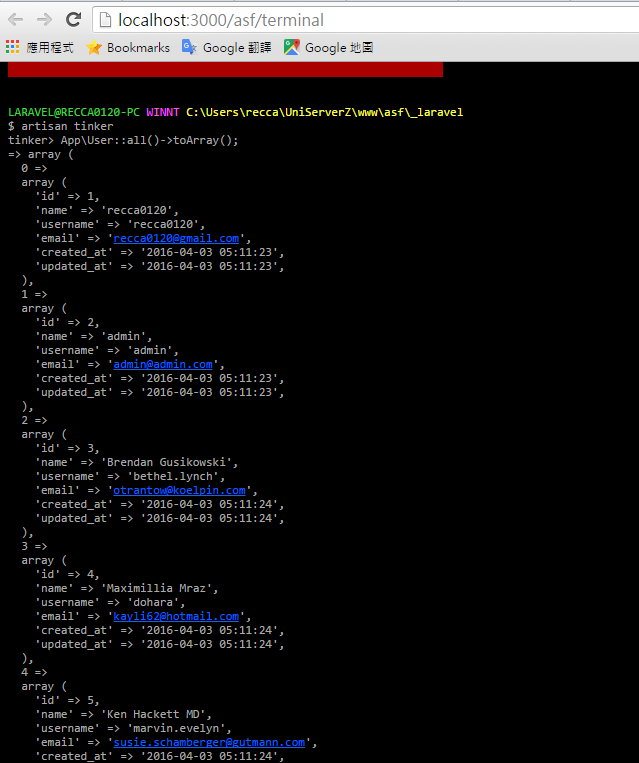 localhost:3000/asf/terminal
應用程式 Bookmarks Google 翻譯 Google 地圖
LARAVEL@RECCA0120-PC WINNT C:\Users\recca\UniServerZ\www\asf\_laravel
$ artisan tinker
tinker> App\User::all()->toArray();
=> array (
  0 =>
  array (
    'id' => 1,
    'name' => 'recca0120',
    'username' => 'recca0120',
    'email' => 'recca0120@gmail.com',
    'created_at' => '2016-04-03 05:11:23',
    'updated_at' => '2016-04-03 05:11:23',
  ),
  1 =>
  array (
    'id' => 2,
    'name' => 'admin',
    'username' => 'admin',
    'email' => 'admin@admin.com',
    'created_at' => '2016-04-03 05:11:23',
    'updated_at' => '2016-04-03 05:11:23',
  ),
  2 =>
  array (
    'id' => 3,
    'name' => 'Brendan Gusikowski',
    'username' => 'bethel.lynch',
    'email' => 'otrantow@koelpin.com',
    'created_at' => '2016-04-03 05:11:24',
    'updated_at' => '2016-04-03 05:11:24',
  ),
  3 =>
  array (
    'id' => 4,
    'name' => 'Maximillia Mraz',
    'username' => 'dohara',
    'email' => 'kayli62@hotmail.com',
    'created_at' => '2016-04-03 05:11:24',
    'updated_at' => '2016-04-03 05:11:24',
  ),
  4 =>
  array (
    'id' => 5,
    'name' => 'Ken Hackett MD',
    'username' => 'marvin.evelyn',
    'email' => 'susie.schamberger@gutmann.com',
    'created_at' => '2016-04-03 05:11:24',